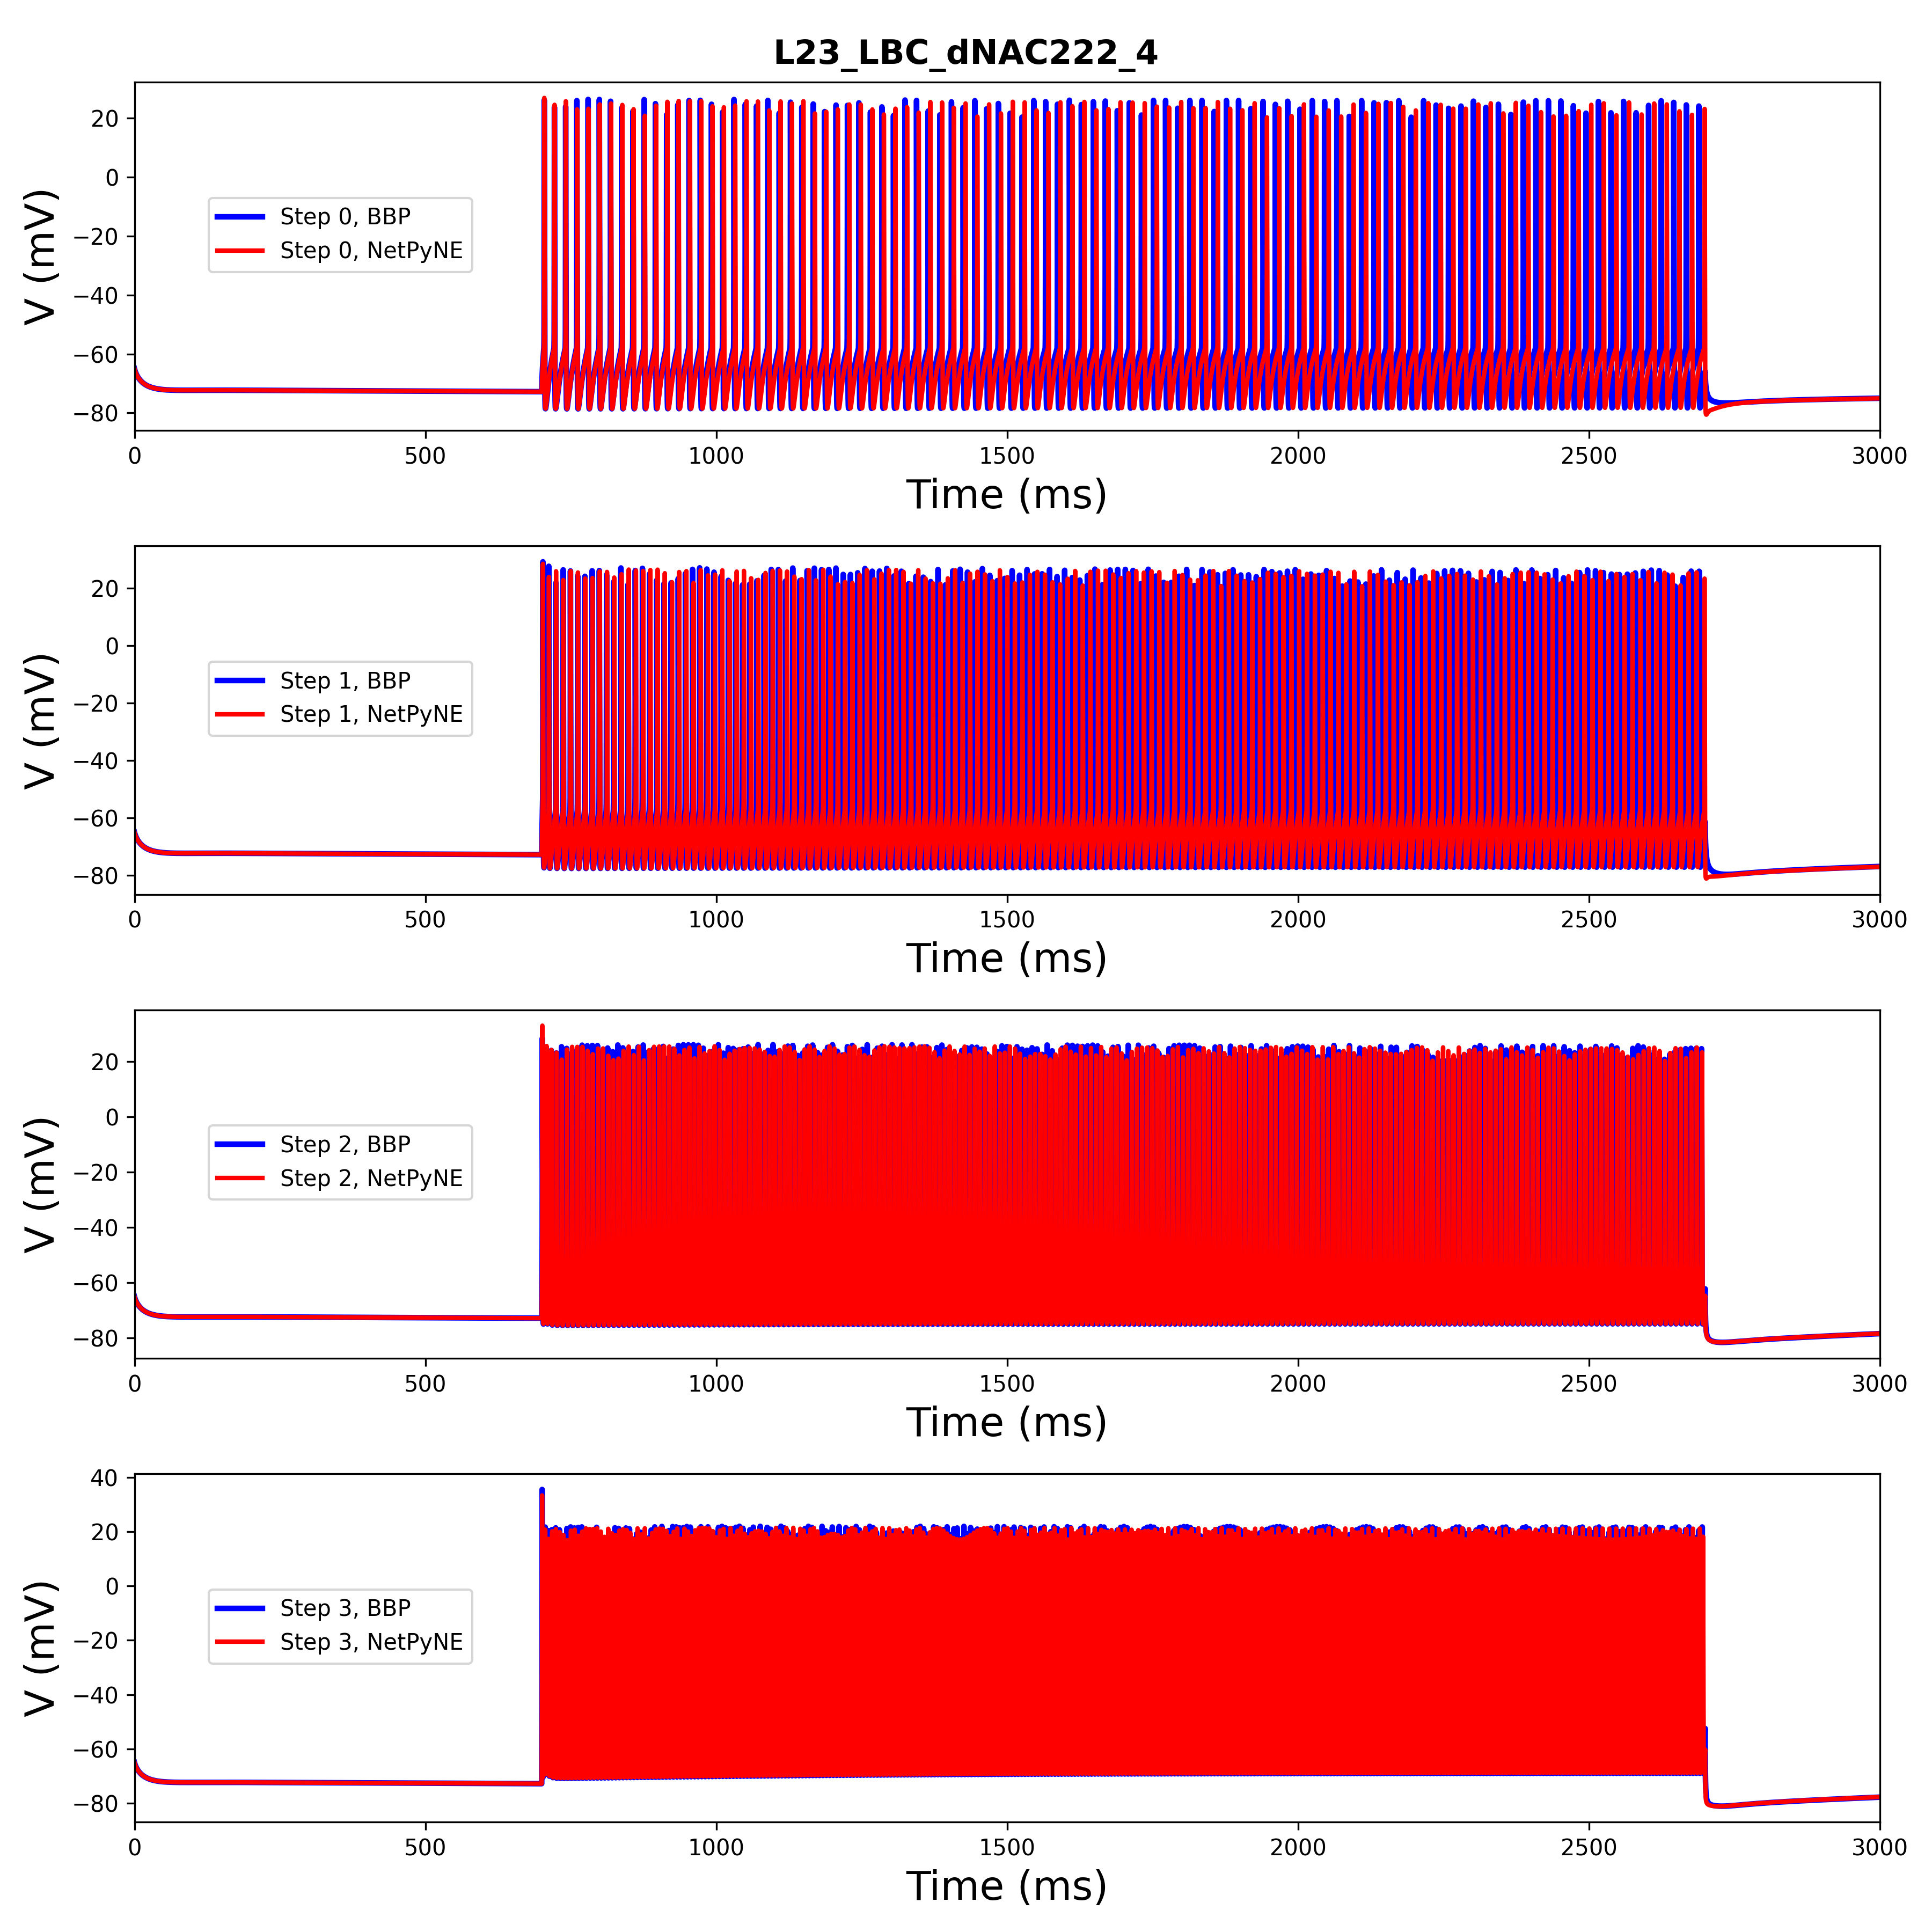 L23_LBC_dNAC222_4
V (mV)
20
0
−20
−40
−60
−80
Step 0, BBP
Step 0, NetPyNE
0 500 1000 1500 2000 2500 3000
Time (ms)
V (mV)
20
0
−20
−40
−60
−80
Step 1, BBP
Step 1, NetPyNE
0 500 1000 1500 2000 2500 3000
Time (ms)
V (mV)
20
0
−20
−40
−60
−80
Step 2, BBP
Step 2, NetPyNE
0 500 1000 1500 2000 2500 3000
Time (ms)
V (mV)
40
20
0
−20
−40
−60
−80
Step 3, BBP
Step 3, NetPyNE
0 500 1000 1500 2000 2500 3000
Time (ms)